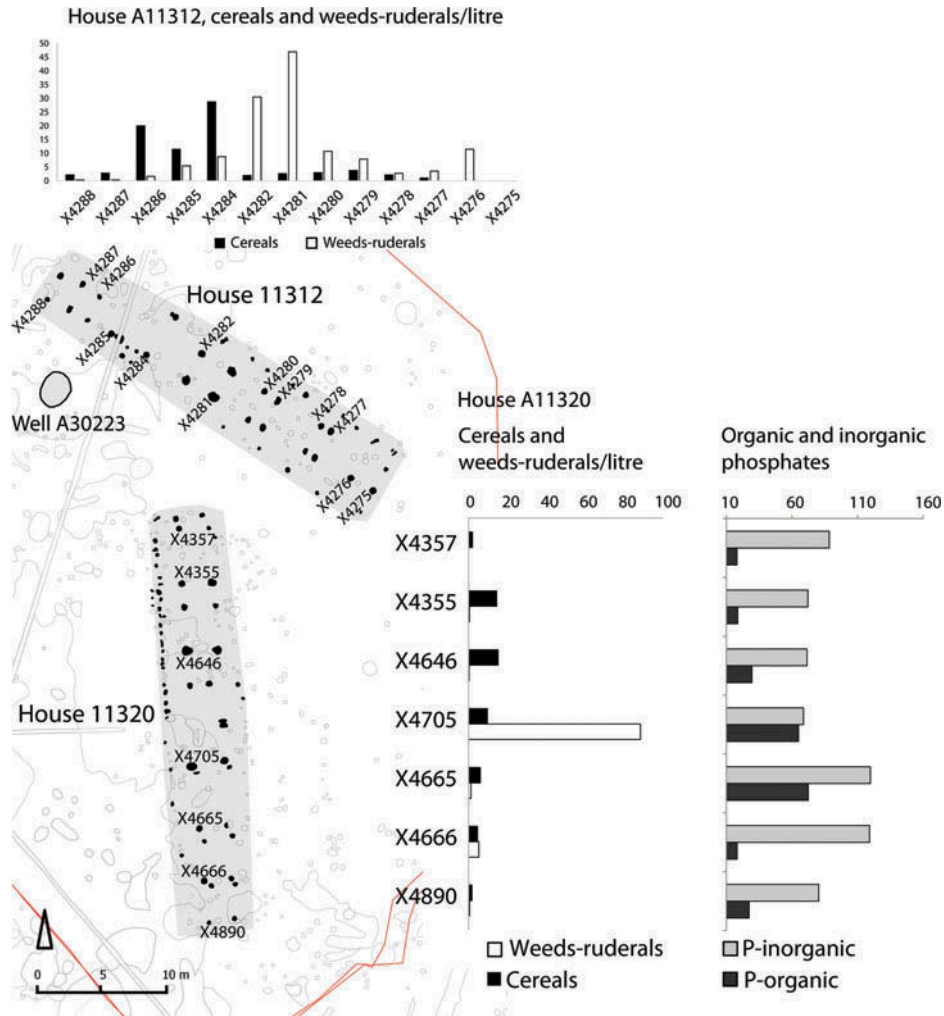 House A11312, cereals and weeds-ruderals/litre
50
45
40
35
30
25
20
15
10
5
0
X4288
X4287
X4286
X4285
X4284
X4282
X4281
X4280
X4279
X4278
X4277
X4276
X4275
Cereals
Weeds-ruderals
X4287
X4286
X4288
House 11312
X4285
X4284
X4282
X4281
X4280
X4279
X4278
X4277
X4276
X4275
Well A30223
House A11320
Cereals and
weeds-ruderals/litre
0 20 40 60 80 100
Organic and inorganic
phosphates
10 60 110 160
X4357
X4355
X4646
House 11320
X4705
X4665
X4666
X4890
X4357
X4355
X4646
X4705
X4665
X4666
X4890
Weeds-ruderals
Cereals
P-inorganic
P-organic
0 5 10 m